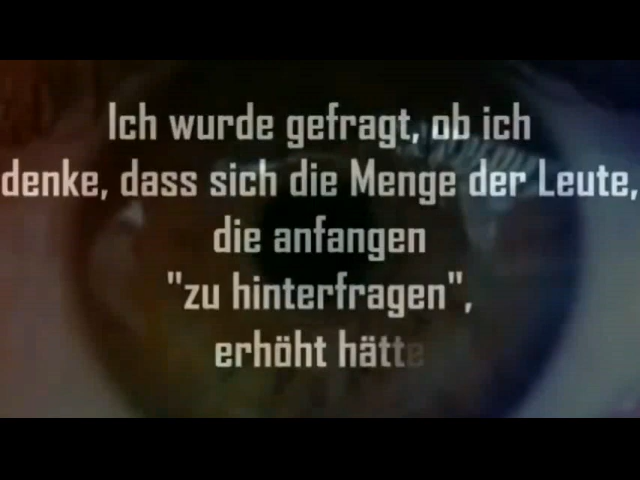 Ich wurde gefragt, ob ich
denke, dass sich die Menge der Leute,
die anfangen
"zu hinterfragen",
erhöht hätte